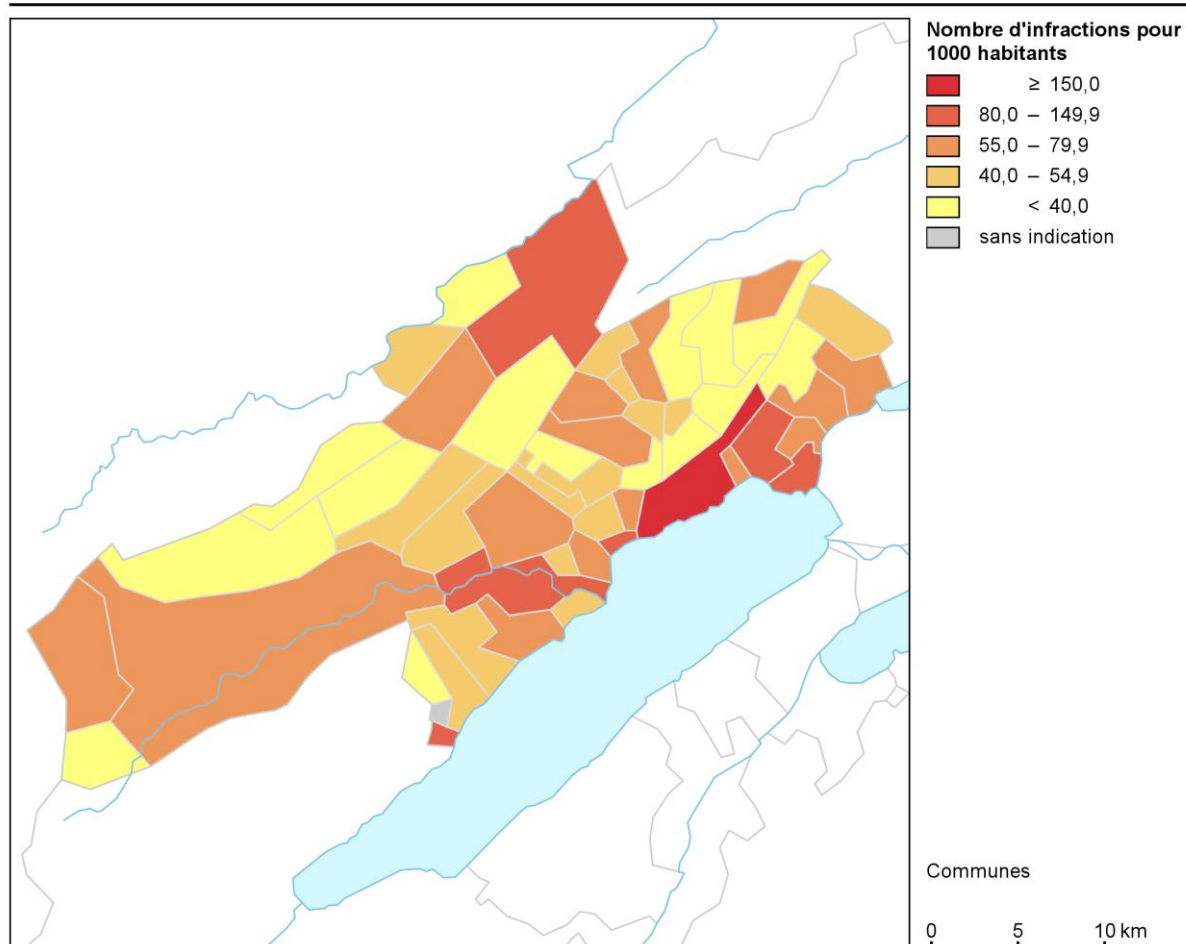 Nombre d'infractions pour
1000 habitants
≥ 150,0
80,0 – 149,9
55,0 – 79,9
40,0 – 54,9
< 40,0
sans indication
Communes
0 5 10 km